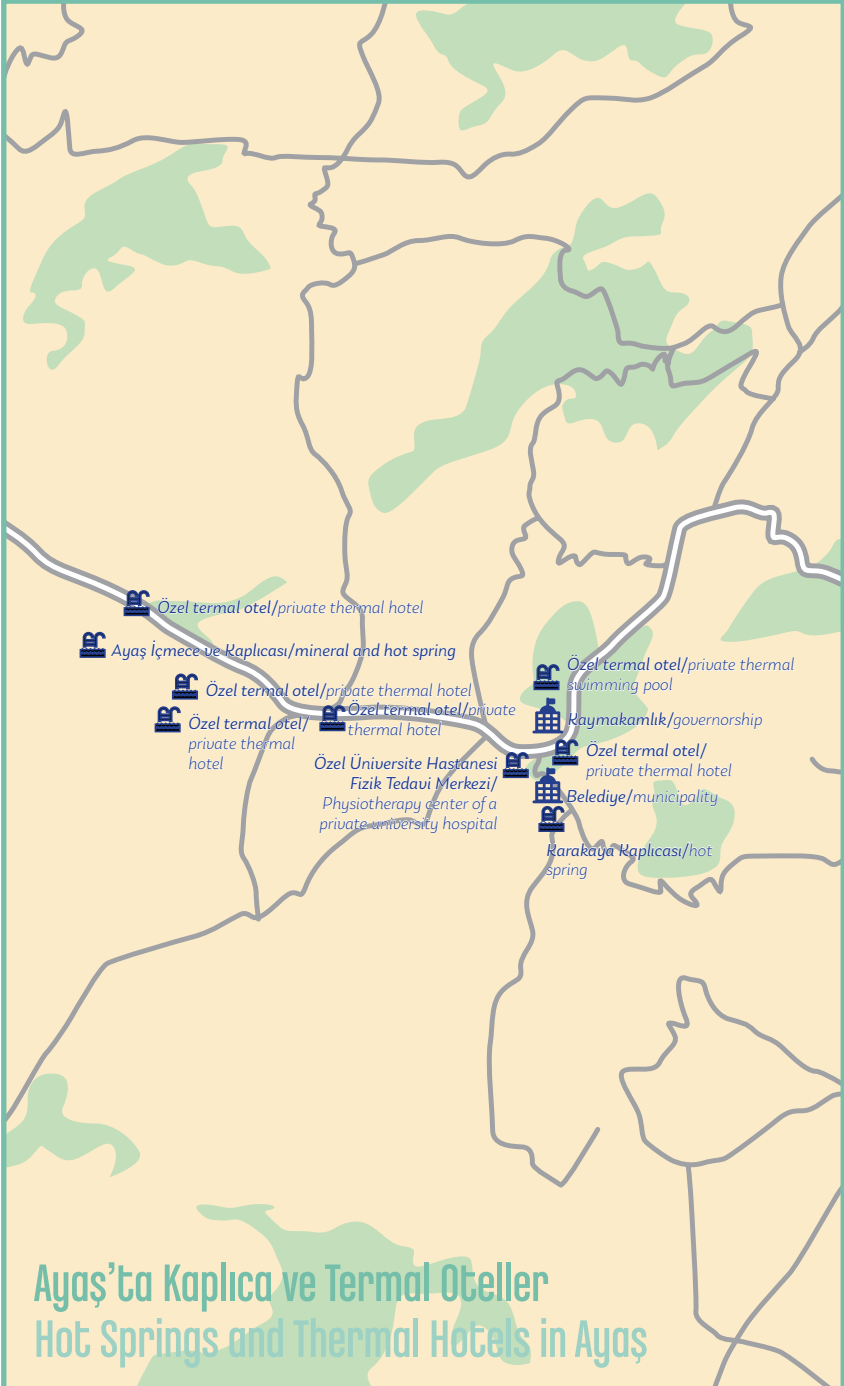 Özel termal otel/private thermal hotel
Ayaş İçmece ve Kaplıcası/mineral and hot spring
Özel termal otel/private thermal
swimming pool
Özel termal otel/private thermal hotel
Özel termal otel/private
thermal hotel
Özel termal otel/
private thermal
hotel
Kaymakamlık/governorship
Özel termal otel/
private thermal hotel
Özel Üniversite Hastanesi
Fizik Tedavi Merkezi/
Physiotherapy center of a
private university hospital
Belediye/municipality
Karakaya Kaplıcası/hot
spring
Ayaş'ta Kaplıca ve Termal Oteller
Hot Springs and Thermal Hotels in Ayaş